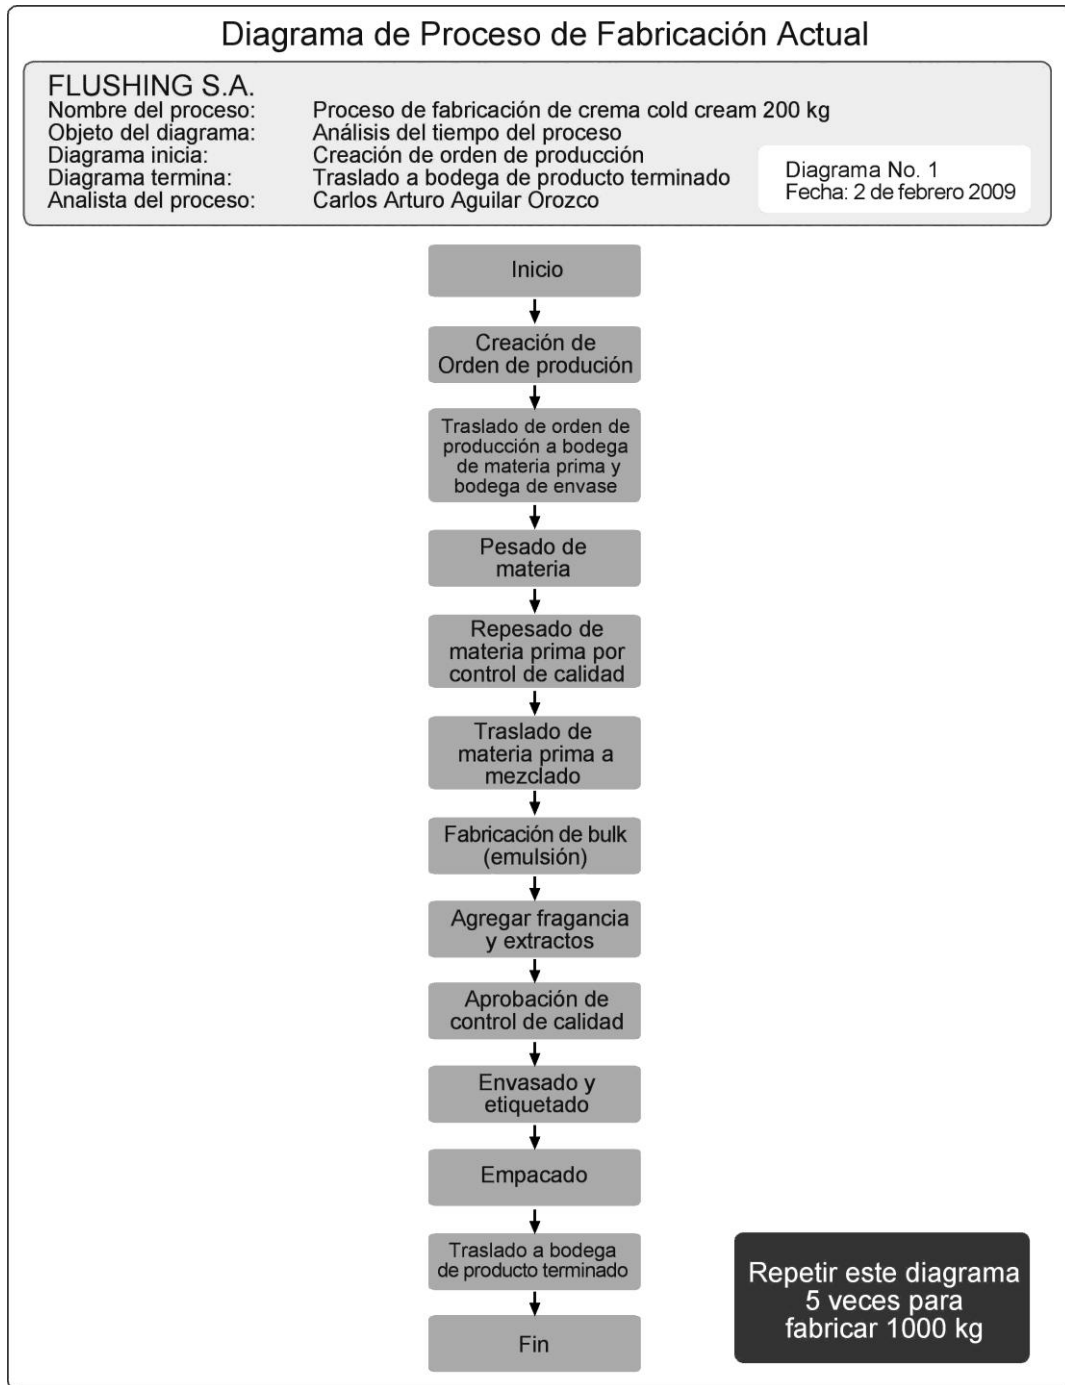 Diagrama de Proceso de Fabricación Actual
FLUSHING S.A.
Nombre del proceso: Proceso de fabricación de crema cold cream 200 kg
Objeto del diagrama: Análisis del tiempo del proceso
Diagrama inicia: Creación de orden de producción
Diagrama termina: Traslado a bodega de producto terminado
Analista del proceso: Carlos Arturo Aguilar Orozco
Diagrama No. 1
Fecha: 2 de febrero 2009
Inicio
Creación de
Orden de produción
Traslado de orden de
producción a bodega
de materia prima y
bodega de envase
Pesado de
materia
Repesado de
materia prima por
control de calidad
Traslado de
materia prima a
mezclado
Fabricación de bulk
(emulsión)
Agregar fragancia
y extractos
Aprobación de
control de calidad
Envasado y
etiquetado
Empacado
Traslado a bodega
de producto terminado
Fin
Repetir este diagrama
5 veces para
fabricar 1000 kg